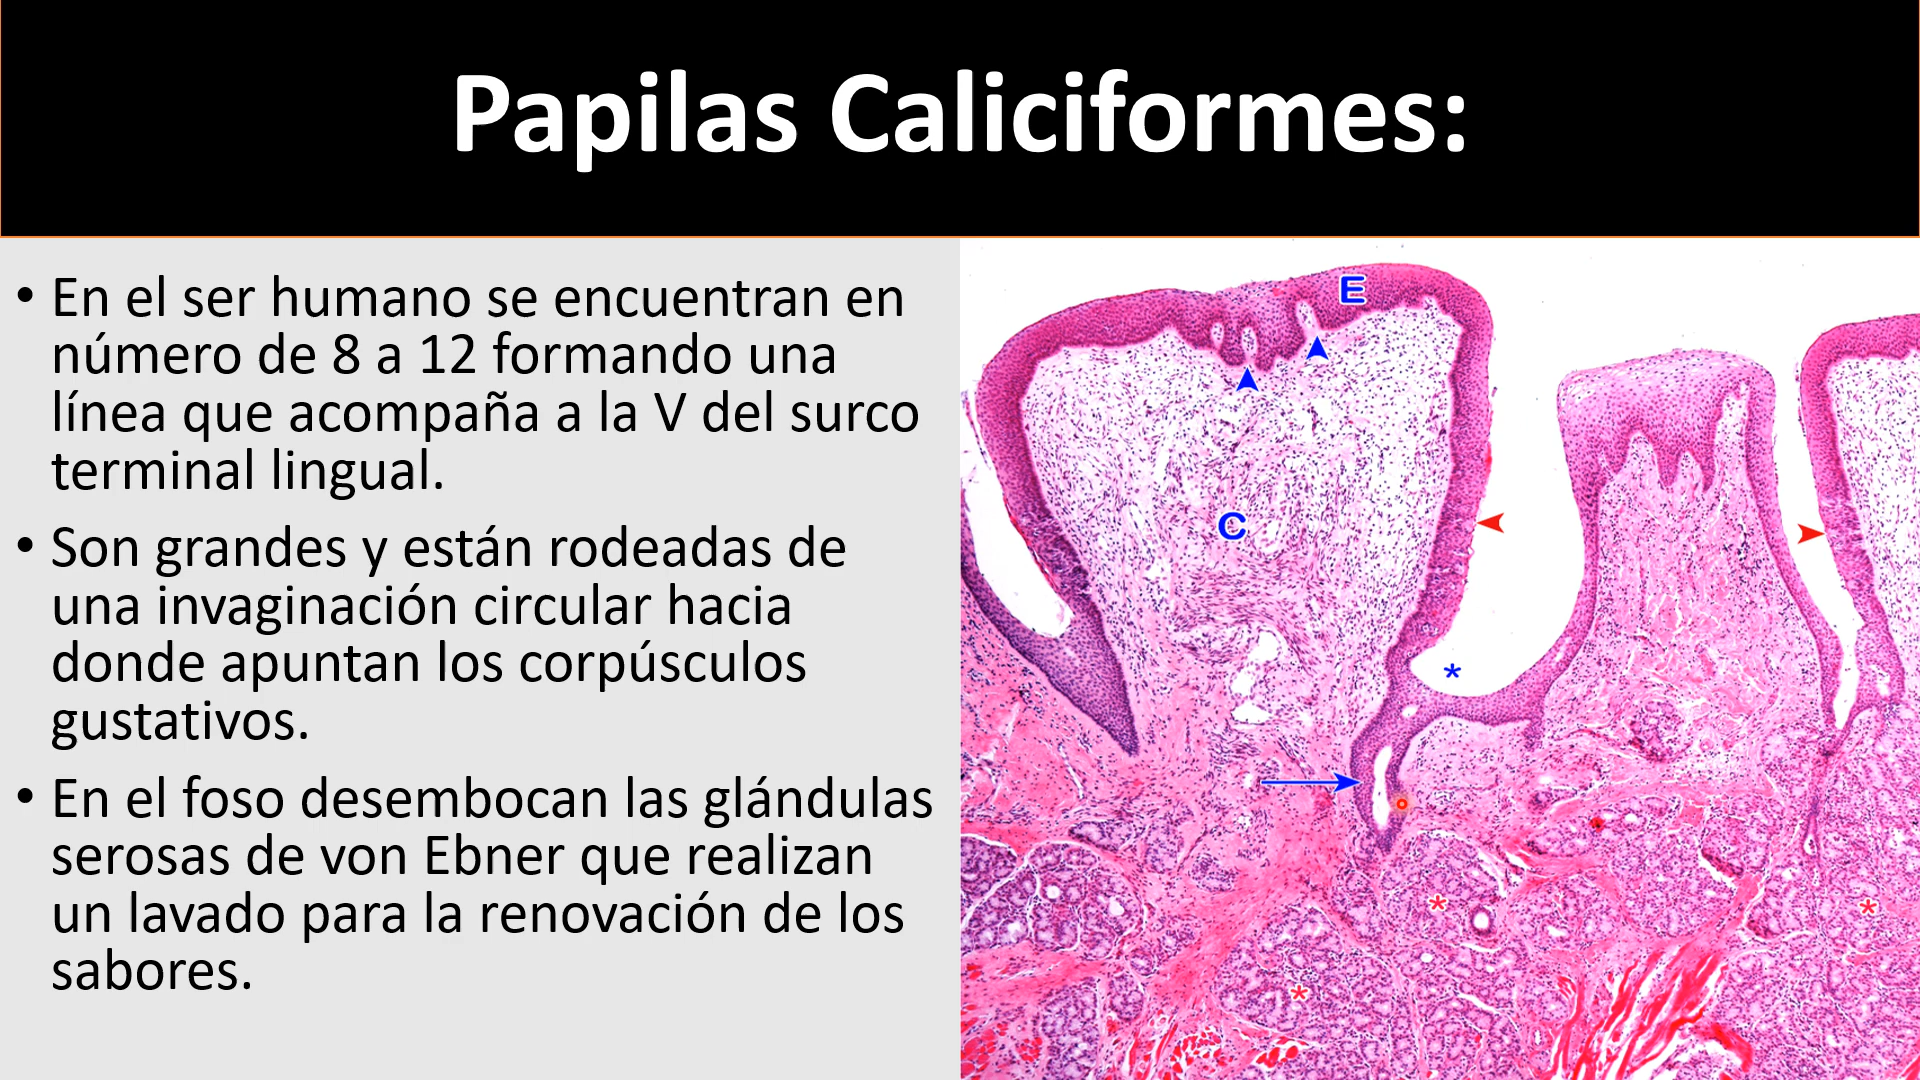 Papilas Caliciformes:
• En el ser humano se encuentran en
número de 8 a 12 formando una
línea que acompaña a la V del surco
terminal lingual.
• Son grandes y están rodeadas de
una invaginación circular hacia
donde apuntan los corpúsculos
gustativos.
• En el foso desembocan las glándulas
serosas de von Ebner que realizan
un lavado para la renovación de los
sabores.
E
C
*
*
*
*